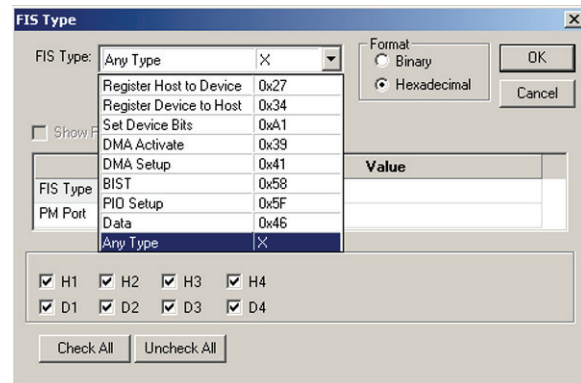 FIS Type
FIS Type: Any Type X
Format
Binary
Hexadecimal
OK
Cancel
Register Host to Device 0x27
Register Device to Host 0x34
Set Device Bits 0xA1
DMA Activate 0x39
DMA Setup 0x41
BIST 0x58
PIO Setup 0x5F
Data 0x46
Any Type X
Show
Value
FIS Type
PM Port
H1 H2 H3 H4
D1 D2 D3 D4
Check All Uncheck All